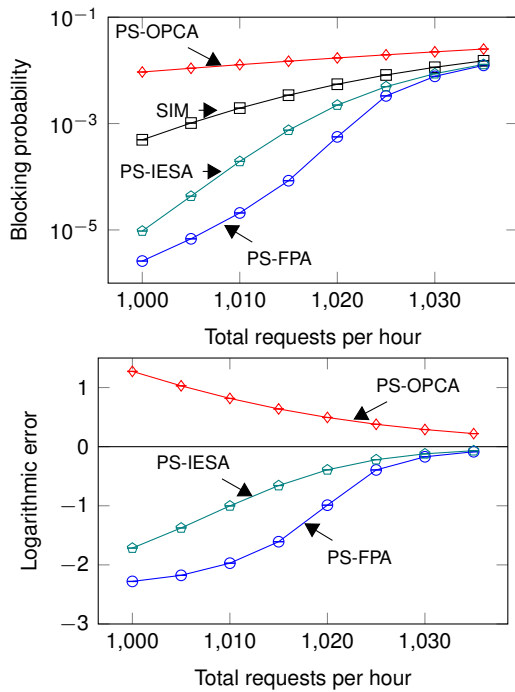 PS-OPCA
10⁻¹
SIM
10⁻³
PS-IESA
10⁻⁵
PS-FPA
Blocking probability
1,000 1,010 1,020 1,030
Total requests per hour
1
PS-OPCA
0
PS-IESA
−1
PS-FPA
−2
−3
Logarithmic error
1,000 1,010 1,020 1,030
Total requests per hour